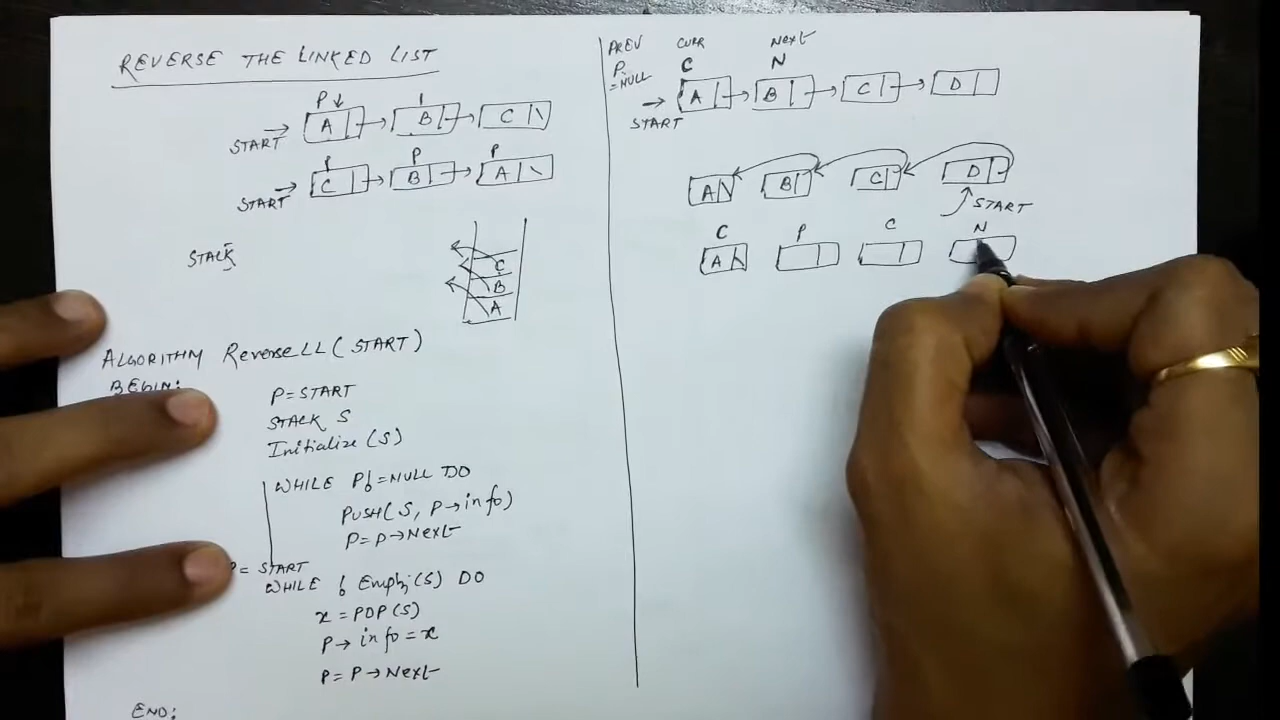 REVERSE THE LINKED LIST
P
START A B C
P P P
START C B A
STACK
C
B
A
ALGORITHM ReverseLL(START)
BEGIN:
P=START
STACK S
Initialize(S)
WHILE P!=NULL DO
PUSH(S, P→info)
P=P→Next
P=START
WHILE ! Empty(S) DO
x=POP(S)
P→info=x
P=P→Next
END:
PREV CURR Next
P C N
=NULL
A B C D
START
A B C D
START
C P C N
A